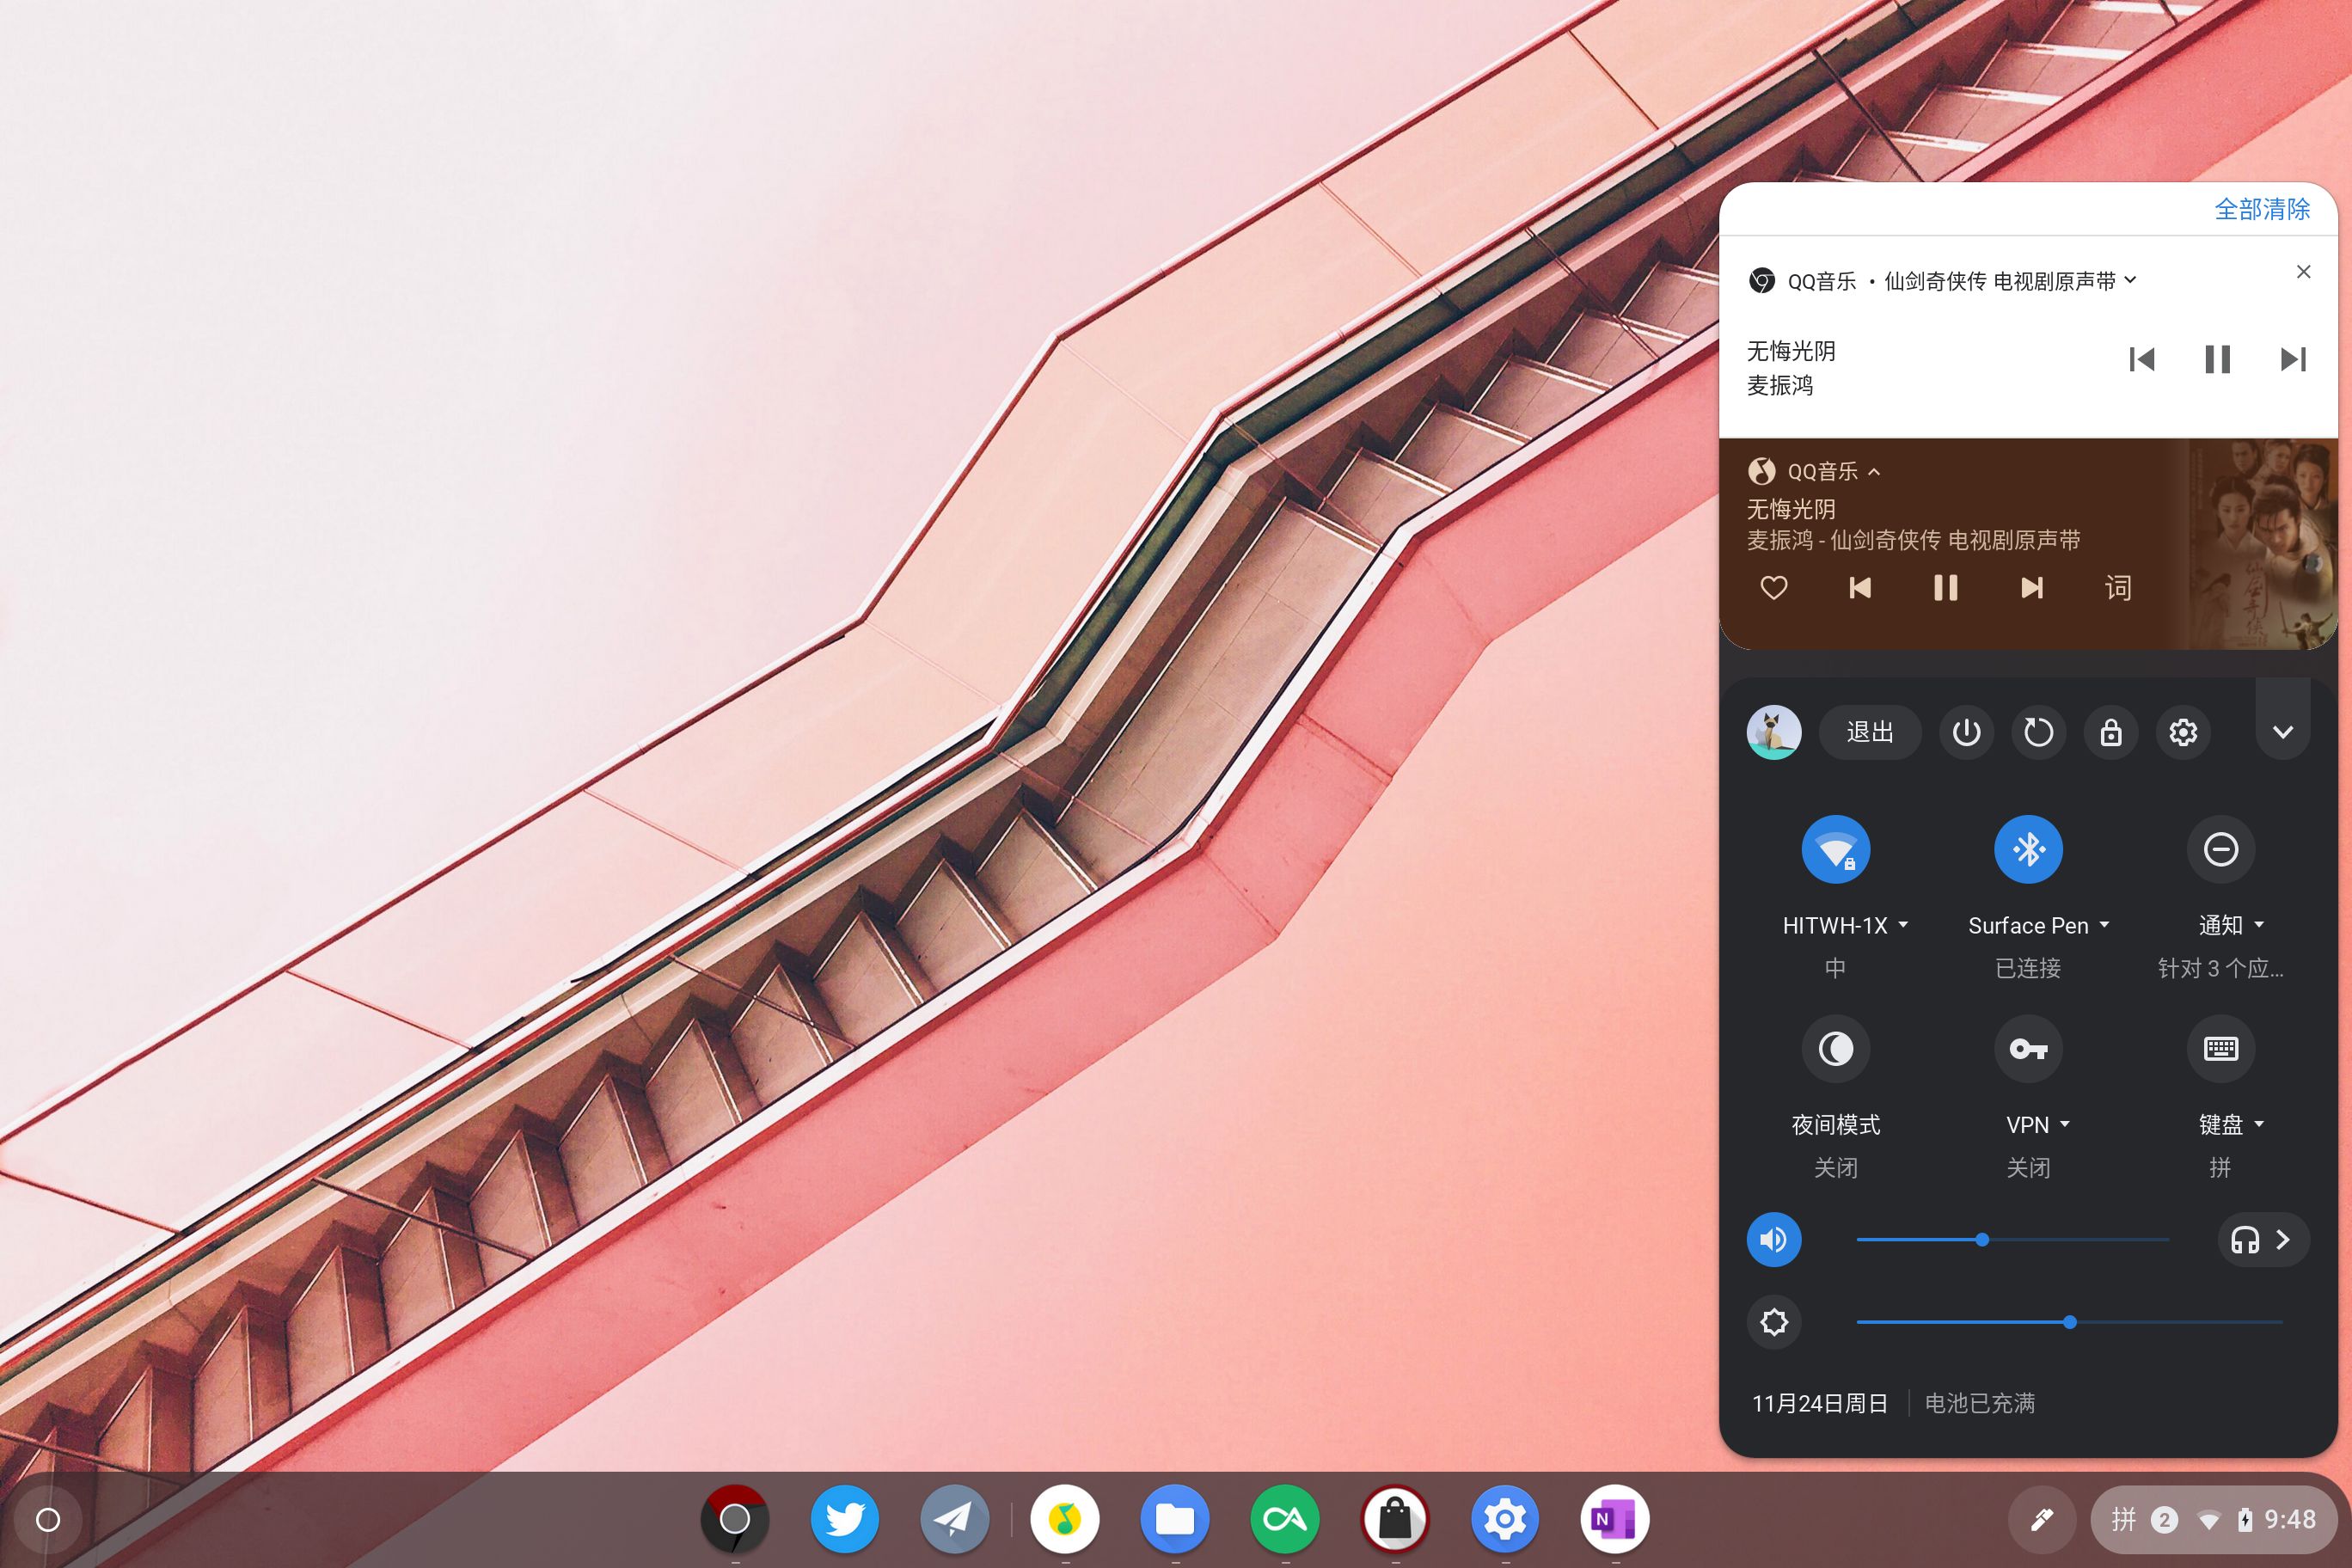 全部清除
QQ音乐 • 仙剑奇侠传 电视剧原声带
无悔光阴
麦振鸿
QQ音乐
无悔光阴
麦振鸿 - 仙剑奇侠传 电视剧原声带
词
退出
HITWH-1X Surface Pen 通知
中 已连接 针对 3 个应...
夜间模式 VPN 键盘
关闭 关闭 拼
11月24日周日 电池已充满
N
拼 2 9:48